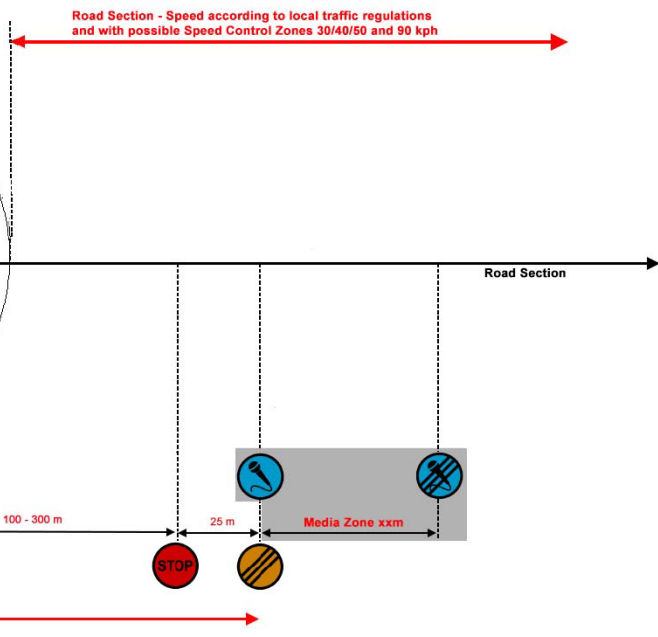 Road Section - Speed according to local traffic regulations
and with possible Speed Control Zones 30/40/50 and 90 kph
Road Section
100 - 300 m
25 m
Media Zone xxm
STOP